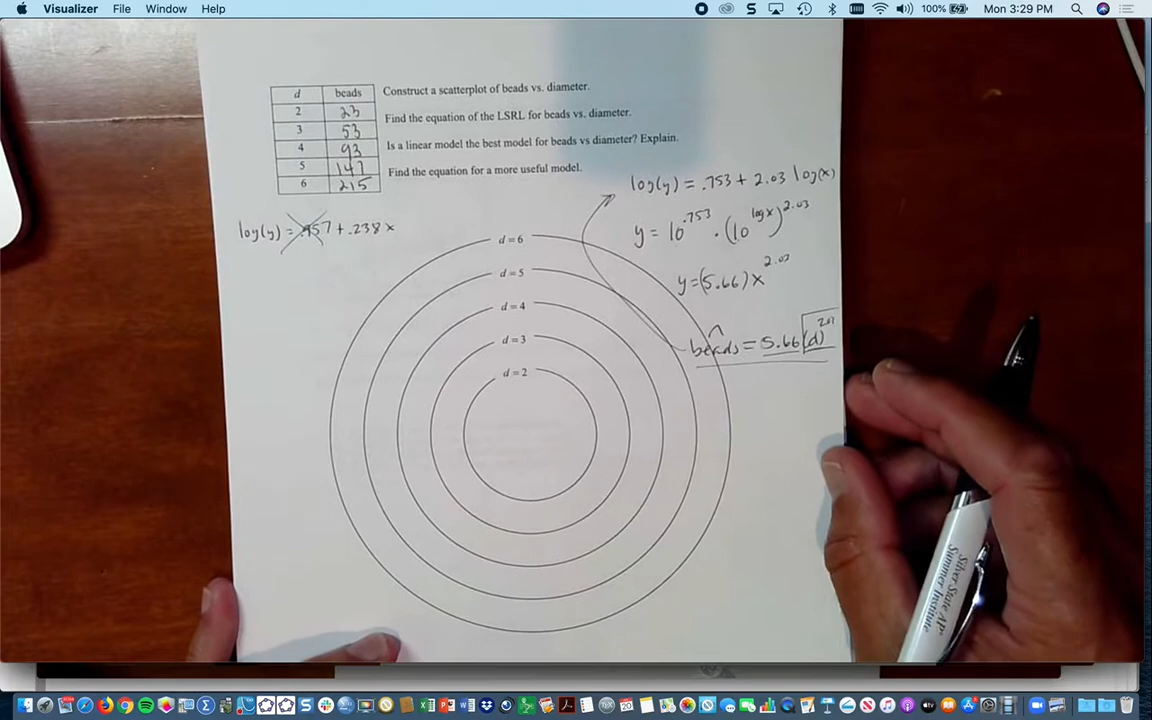 Visualizer File Window Help
100% Mon 3:29 PM
d beads
2 23
3 53
4 93
5 147
6 215
Construct a scatterplot of beads vs. diameter.
Find the equation of the LSRL for beads vs. diameter.
Is a linear model the best model for beads vs diameter? Explain.
Find the equation for a more useful model.
log(y) = .957 + .238 x
log(y) = .753 + 2.03 log(x)
y = 10^.753 · (10^log x)^2.03
y = (5.66) x^2.03
beads^ = 5.66 (d)^2.03
d = 6
d = 5
d = 4
d = 3
d = 2
Silver State AP*
Summer Institute